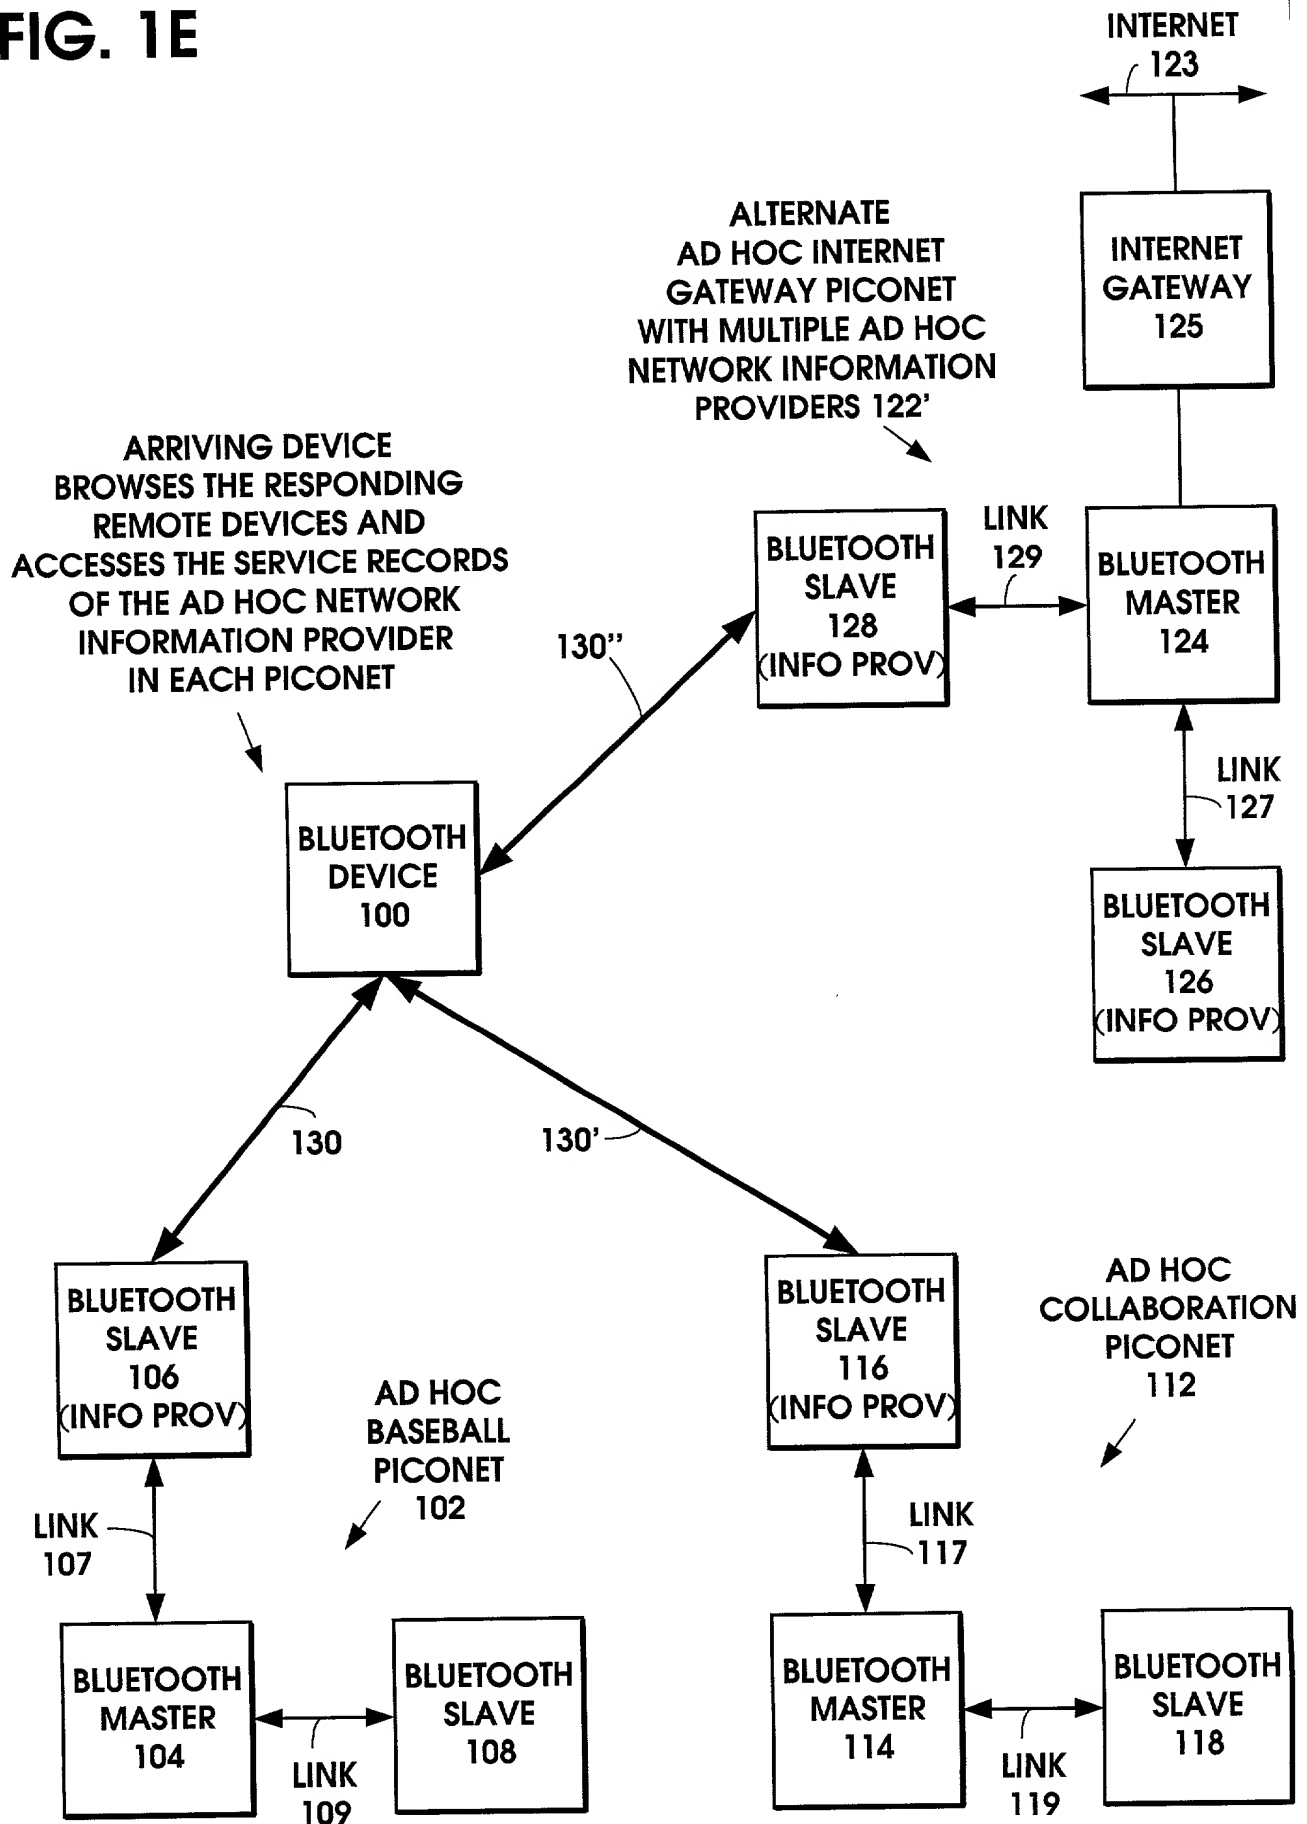 FIG. 1E
INTERNET
123
INTERNET
GATEWAY
125
ALTERNATE
AD HOC INTERNET
GATEWAY PICONET
WITH MULTIPLE AD HOC
NETWORK INFORMATION
PROVIDERS 122'
ARRIVING DEVICE
BROWSES THE RESPONDING
REMOTE DEVICES AND
ACCESSES THE SERVICE RECORDS
OF THE AD HOC NETWORK
INFORMATION PROVIDER
IN EACH PICONET
BLUETOOTH
SLAVE
128
(INFO PROV)
LINK
129
BLUETOOTH
MASTER
124
130''
LINK
127
BLUETOOTH
DEVICE
100
BLUETOOTH
SLAVE
126
(INFO PROV)
130
130'
BLUETOOTH
SLAVE
106
(INFO PROV)
BLUETOOTH
SLAVE
116
(INFO PROV)
AD HOC
COLLABORATION
PICONET
112
AD HOC
BASEBALL
PICONET
102
LINK
107
LINK
117
BLUETOOTH
MASTER
104
LINK
109
BLUETOOTH
SLAVE
108
BLUETOOTH
MASTER
114
LINK
119
BLUETOOTH
SLAVE
118